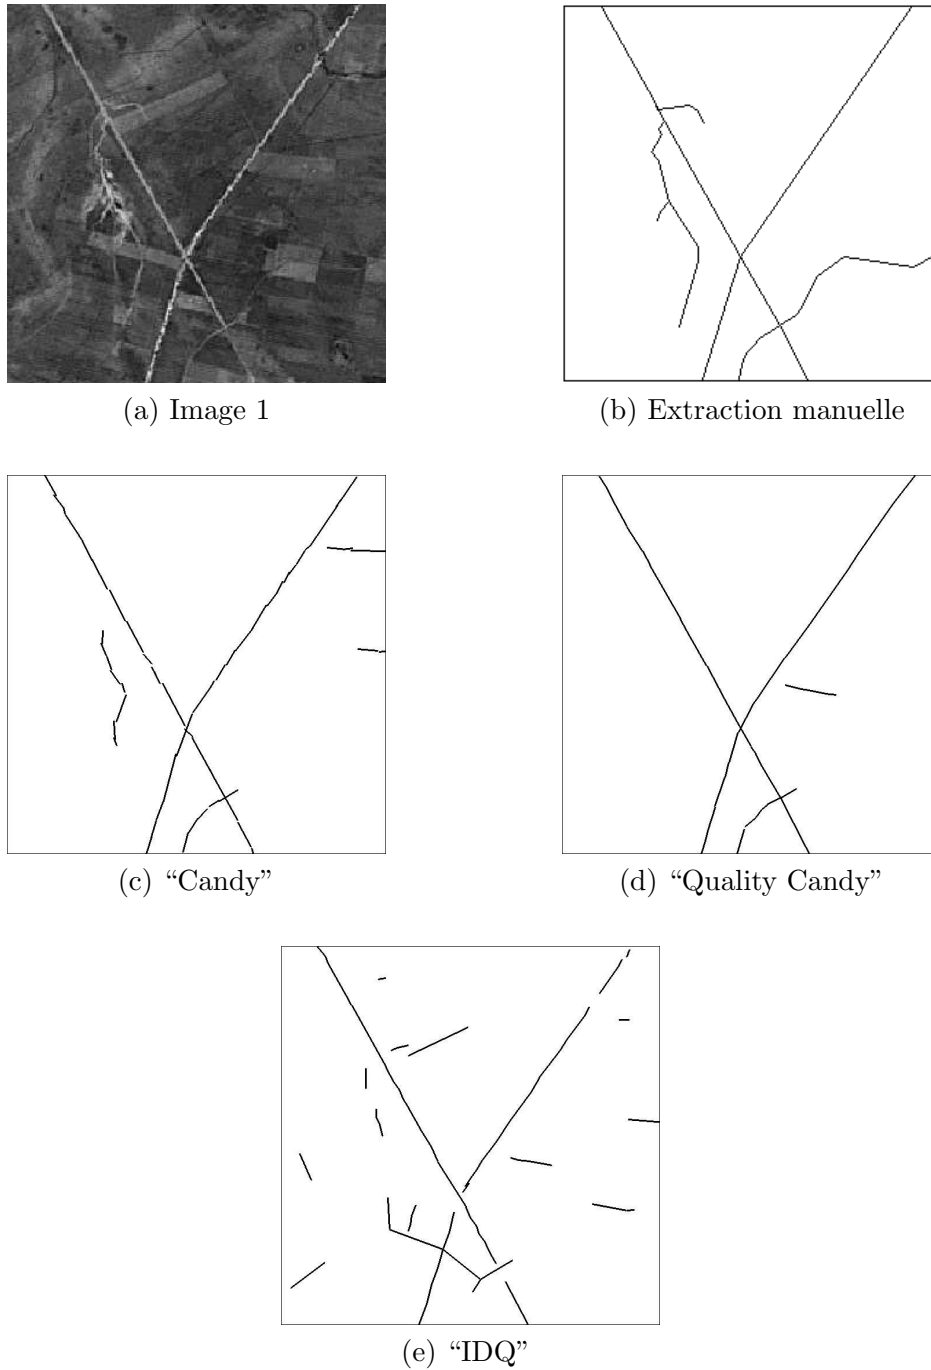 (a) Image 1
(b) Extraction manuelle
(c) “Candy”
(d) “Quality Candy”
(e) “IDQ”